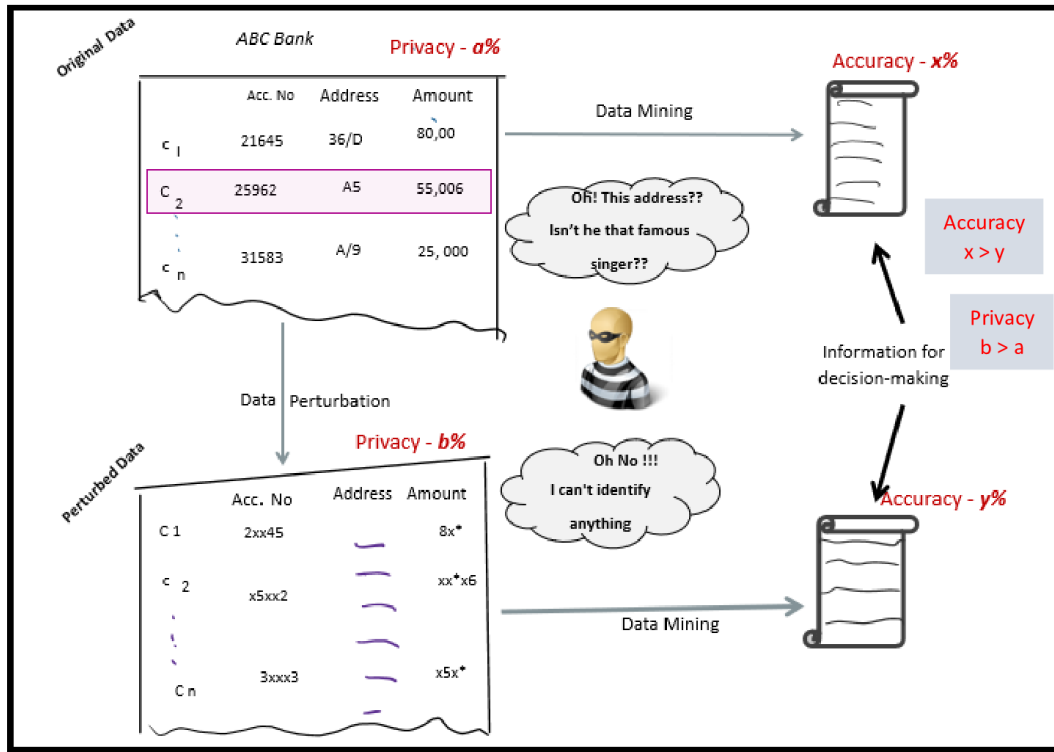 Original Data
ABC Bank
Privacy - a%
Acc. No Address Amount
c 1 21645 36/D 80,00
C 2 25962 A5 55,006
c n 31583 A/9 25, 000
Data Mining
Accuracy - x%
Oh! This address??
Isn't he that famous
singer??
Accuracy
x > y
Privacy
b > a
Information for
decision-making
Data Perturbation
Perturbed Data
Privacy - b%
Acc. No Address Amount
C 1 2xx45 8x*
c 2 x5xx2 xx*x6
C n 3xxx3 x5x*
Oh No !!!
I can't identify
anything
Data Mining
Accuracy - y%